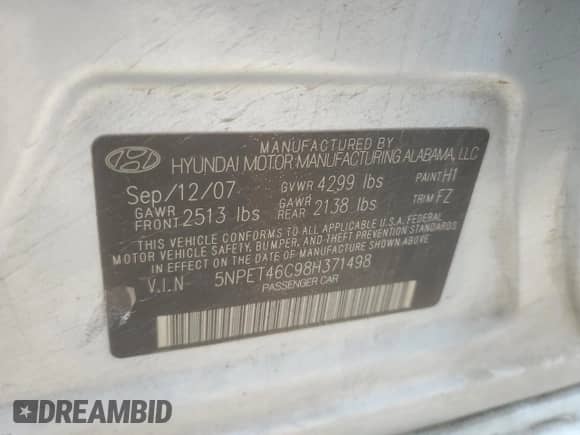 MANUFACTURED BY
HYUNDAI MOTOR MANUFACTURING ALABAMA, LLC
Sep/12/07 GVWR 4299 lbs PAINT H1
GAWR FRONT 2513 lbs GAWR REAR 2138 lbs TRIM FZ
THIS VEHICLE CONFORMS TO ALL APPLICABLE U.S.A. FEDERAL
MOTOR VEHICLE SAFETY, BUMPER, AND THEFT PREVENTION STANDARDS
IN EFFECT ON THE DATE OF MANUFACTURE SHOWN ABOVE
V.I.N 5NPET46C98H371498
PASSENGER CAR
DREAMBID